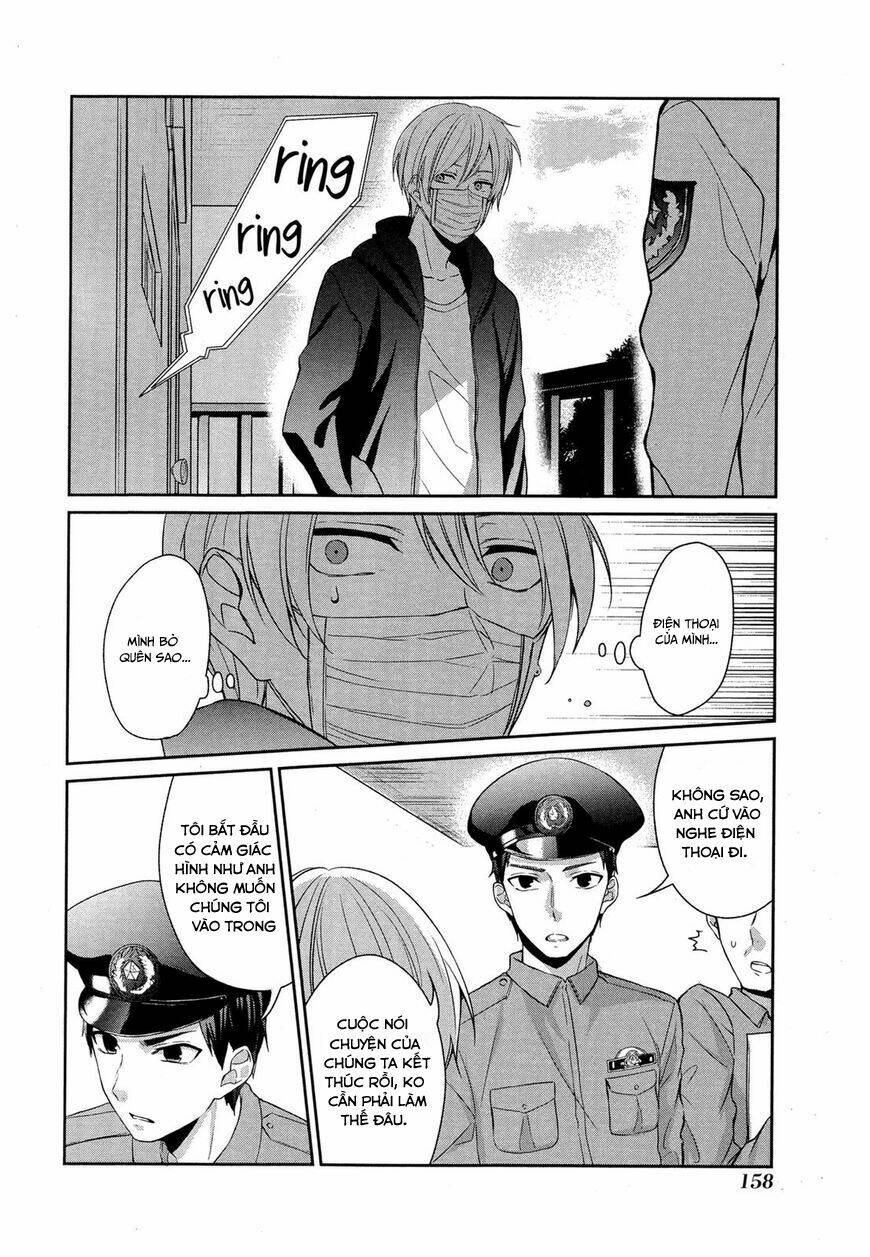 ring
ring
ring
ĐIỆN THOẠI
CỦA MÌNH...
MÌNH BỎ
QUÊN SAO...
KHÔNG SAO,
ANH CỨ VÀO
NGHE ĐIỆN
THOẠI ĐI.
CUỘC NÓI
CHUYỆN CỦA
CHÚNG TA KẾT
THÚC RỒI, KO
CẦN PHẢI LÀM
THẾ ĐÂU.
TÔI BẮT ĐẦU
CÓ CẢM GIÁC
HÌNH NHƯ ANH
KHÔNG MUỐN
CHÚNG TÔI
VÀO TRONG
158